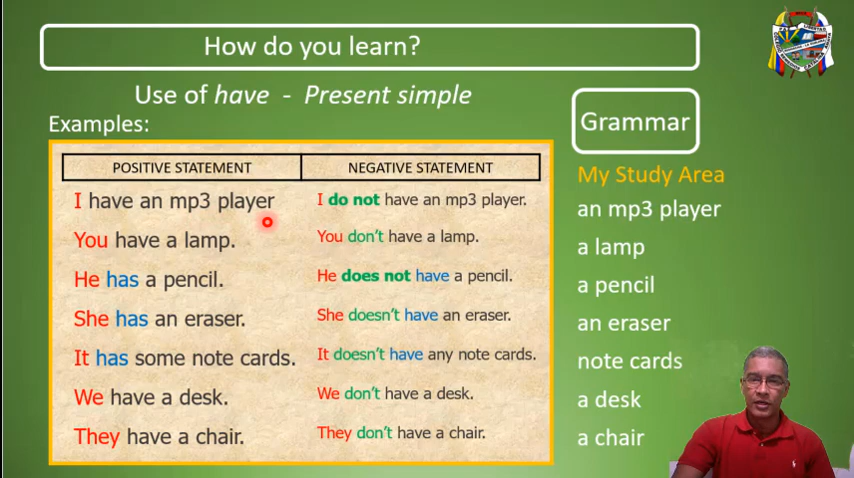 How do you learn?
Use of have - Present simple
Examples:
POSITIVE STATEMENT
NEGATIVE STATEMENT
I have an mp3 player
I do not have an mp3 player.
You have a lamp.
You don't have a lamp.
He has a pencil.
He does not have a pencil.
She has an eraser.
She doesn't have an eraser.
It has some note cards.
It doesn't have any note cards.
We have a desk.
We don't have a desk.
They have a chair.
They don't have a chair.
Grammar
My Study Area
an mp3 player
a lamp
a pencil
an eraser
note cards
a desk
a chair